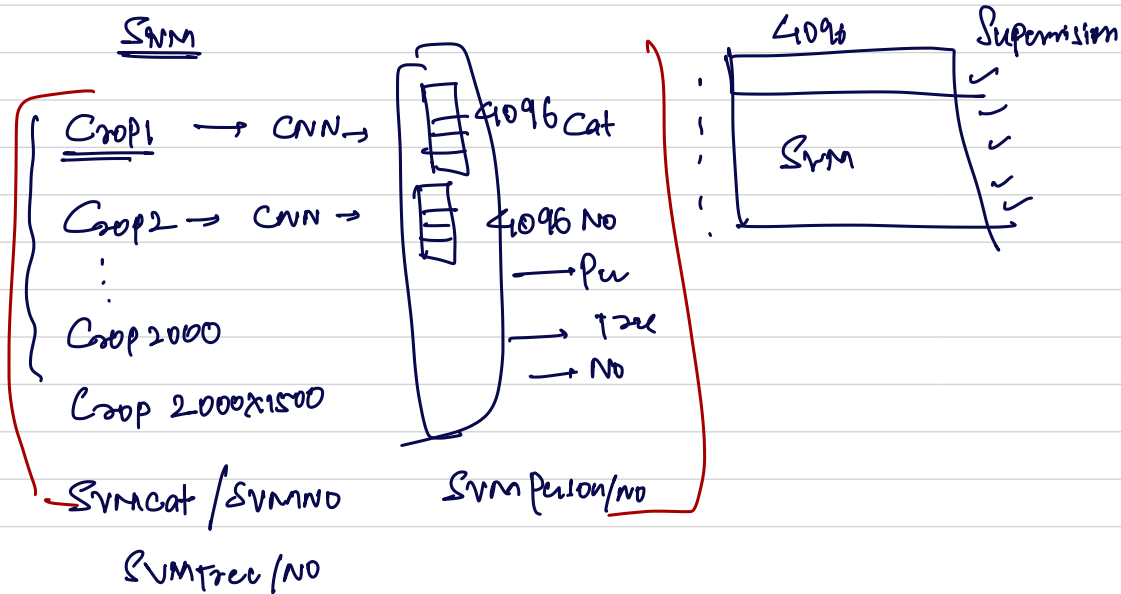 SVM
4096 Supervision
Crop1 → CNN → 4096 Cat
SVM
Crop2 → CNN → 4096 NO
→ Per
→ Tree
→ No
Crop 2000
Crop 2000x1500
SVMcat / SVMNO
SVM Person/NO
SVMTree / NO